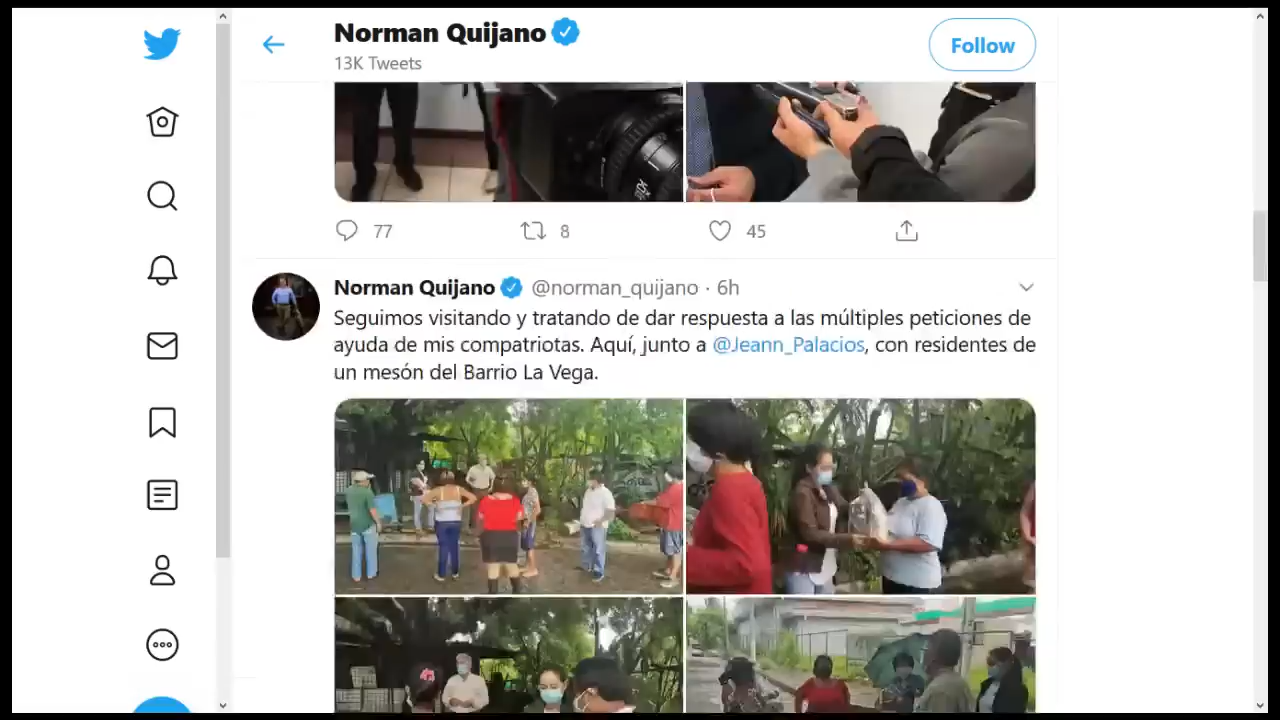 Norman Quijano
13K Tweets
Follow
77
8
45
Norman Quijano @norman_quijano · 6h
Seguimos visitando y tratando de dar respuesta a las múltiples peticiones de
ayuda de mis compatriotas. Aquí, junto a @Jeann_Palacios, con residentes de
un mesón del Barrio La Vega.